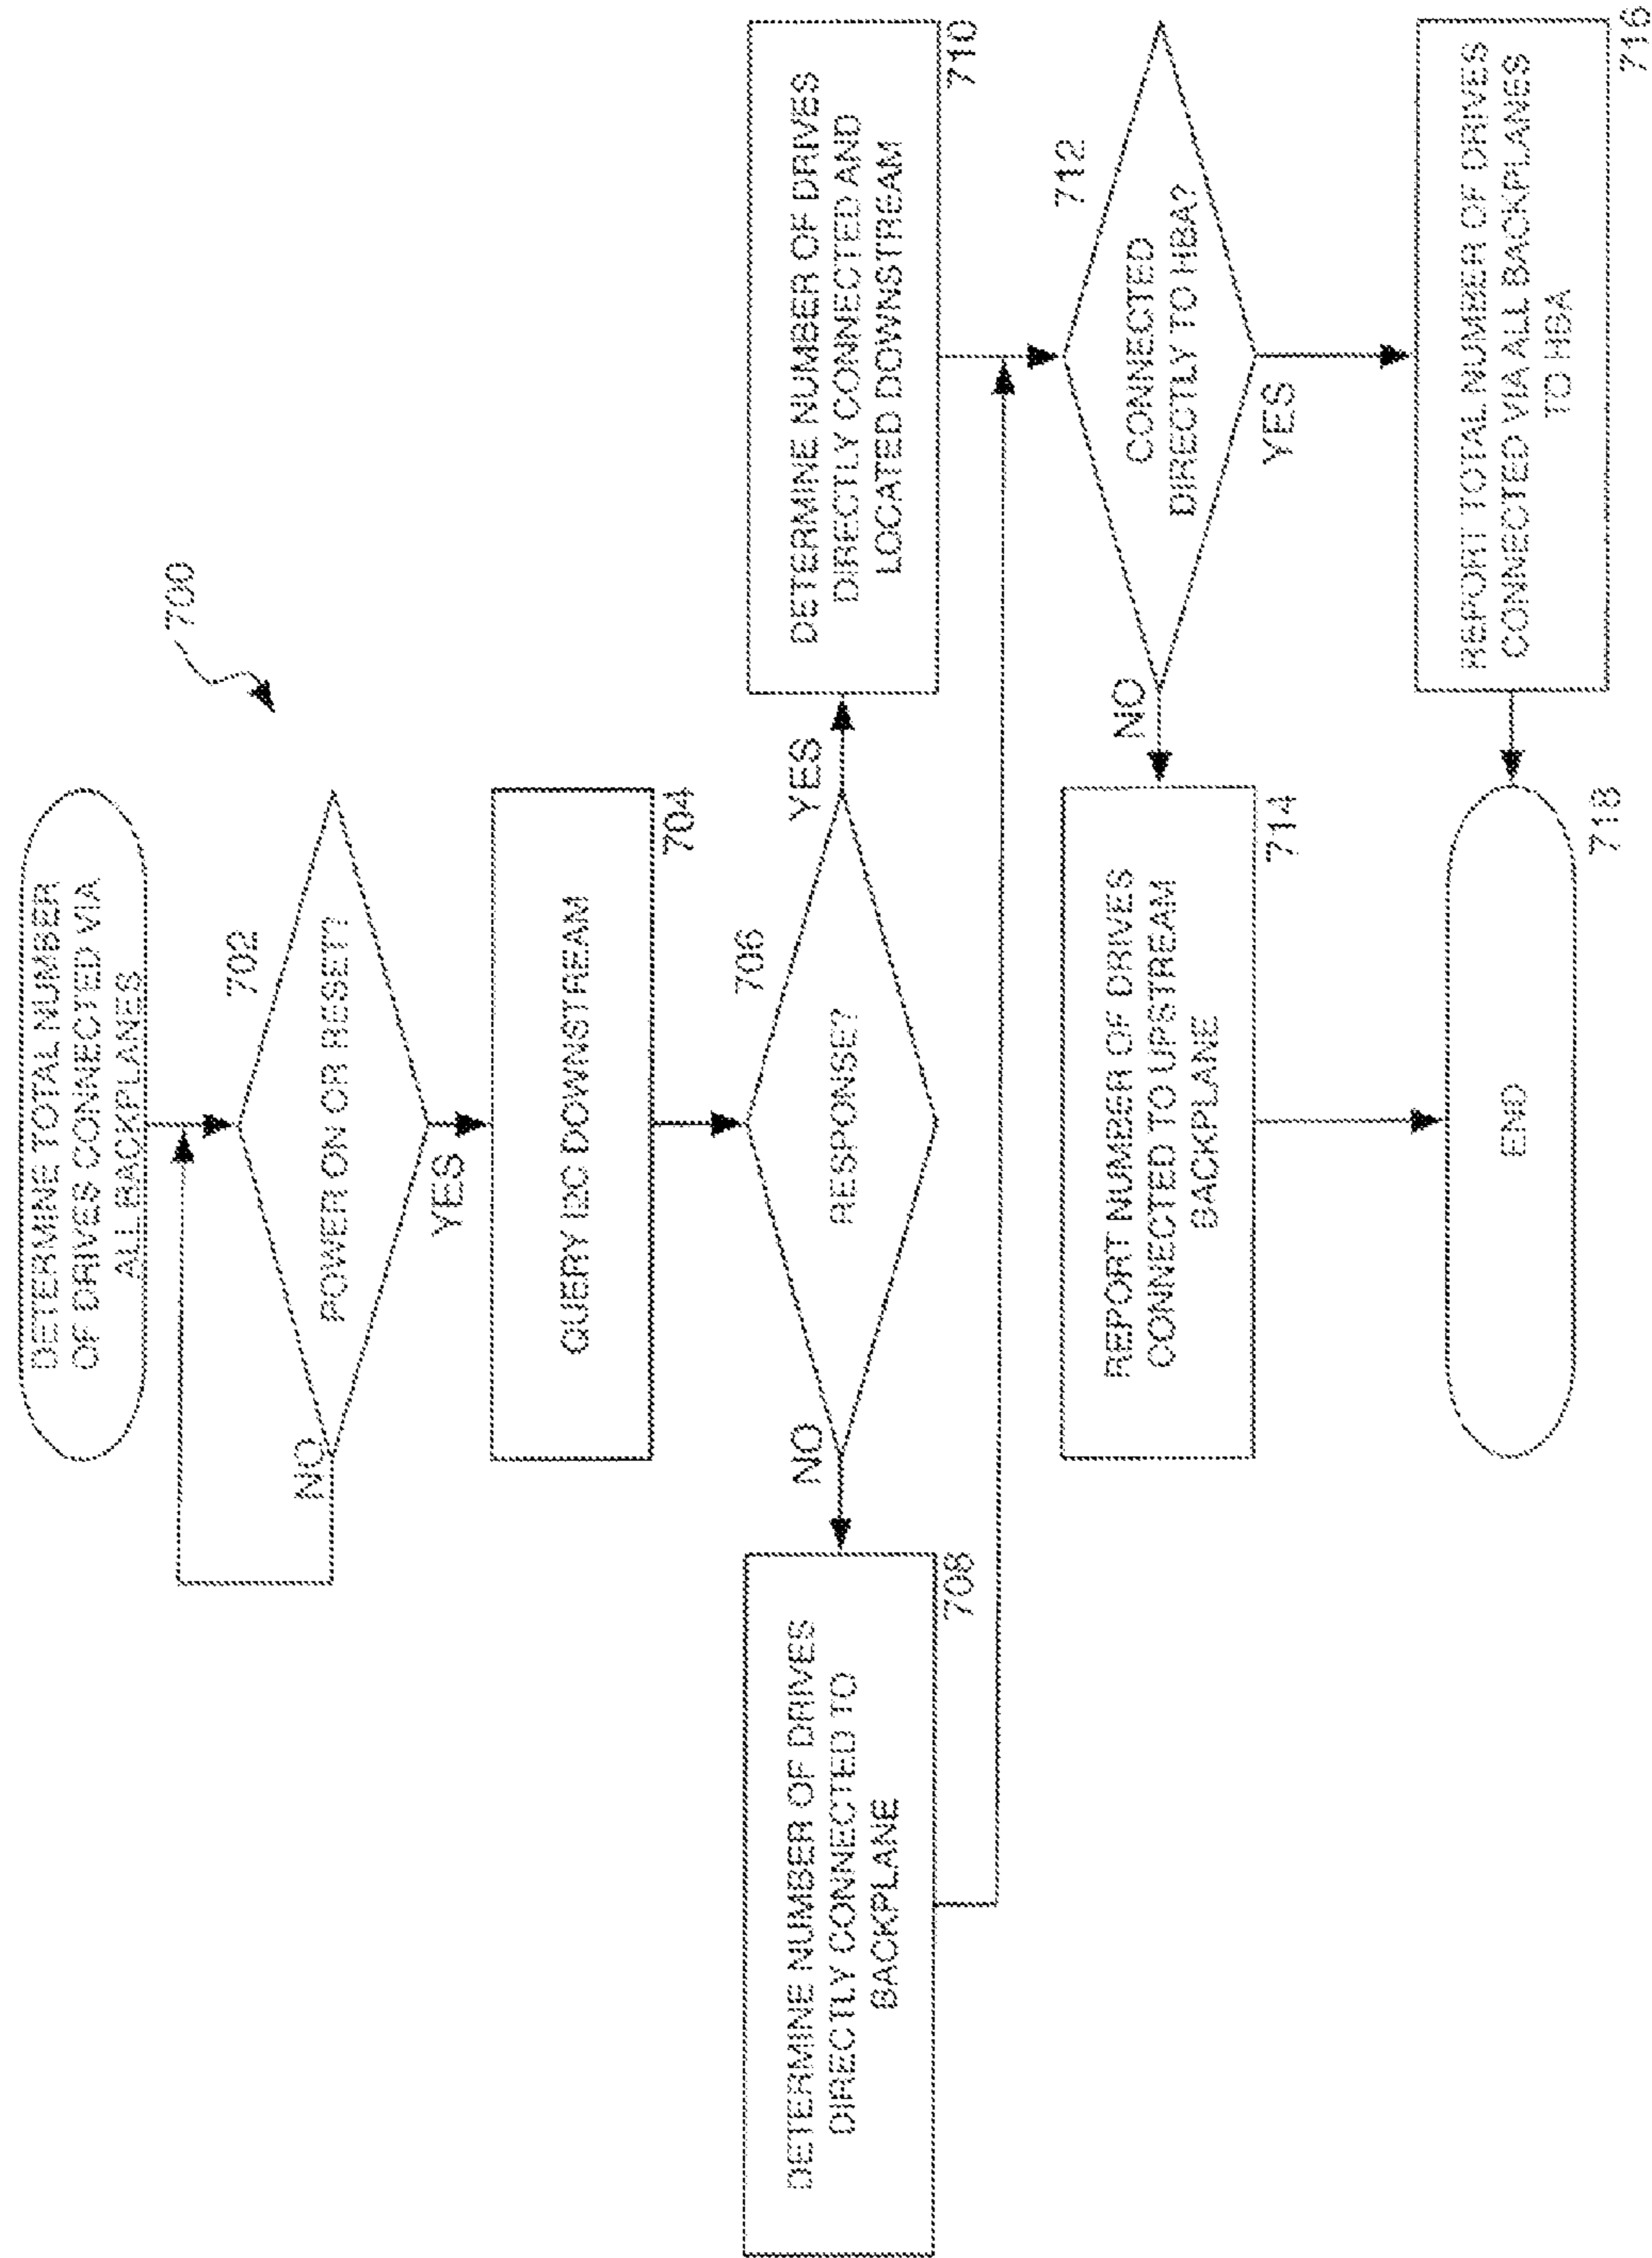 700
DETERMINE TOTAL NUMBER
OF DRIVES CONNECTED VIA
ALL BACKPLANES
702
POWER ON OR RESET?
NO
YES
QUERY I2C DOWNSTREAM
704
706
RESPONSE?
NO
YES
DETERMINE NUMBER OF DRIVES
DIRECTLY CONNECTED TO
BACKPLANE
708
DETERMINE NUMBER OF DRIVES
DIRECTLY CONNECTED AND
LOCATED DOWNSTREAM
710
712
CONNECTED
DIRECTLY TO HBA?
NO
YES
REPORT NUMBER OF DRIVES
CONNECTED TO UPSTREAM
BACKPLANE
714
REPORT TOTAL NUMBER OF DRIVES
CONNECTED VIA ALL BACKPLANES
TO HBA
716
END
718